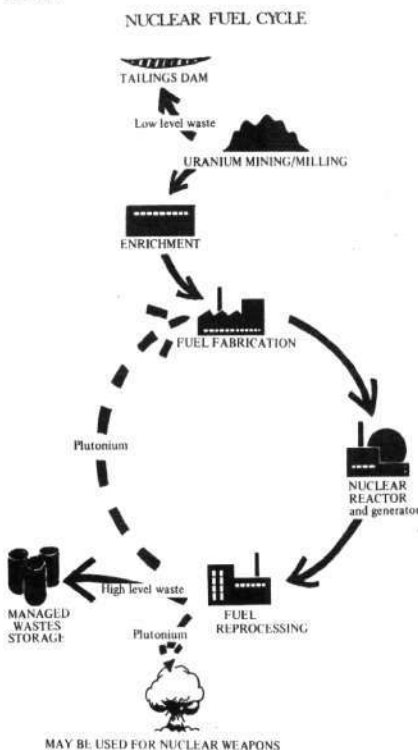 NUCLEAR FUEL CYCLE
TAILINGS DAM
Low level waste
URANIUM MINING/MILLING
ENRICHMENT
FUEL FABRICATION
Plutonium
NUCLEAR
REACTOR
and generator
High level waste
MANAGED
WASTES
STORAGE
FUEL
REPROCESSING
Plutonium
MAY BE USED FOR NUCLEAR WEAPONS